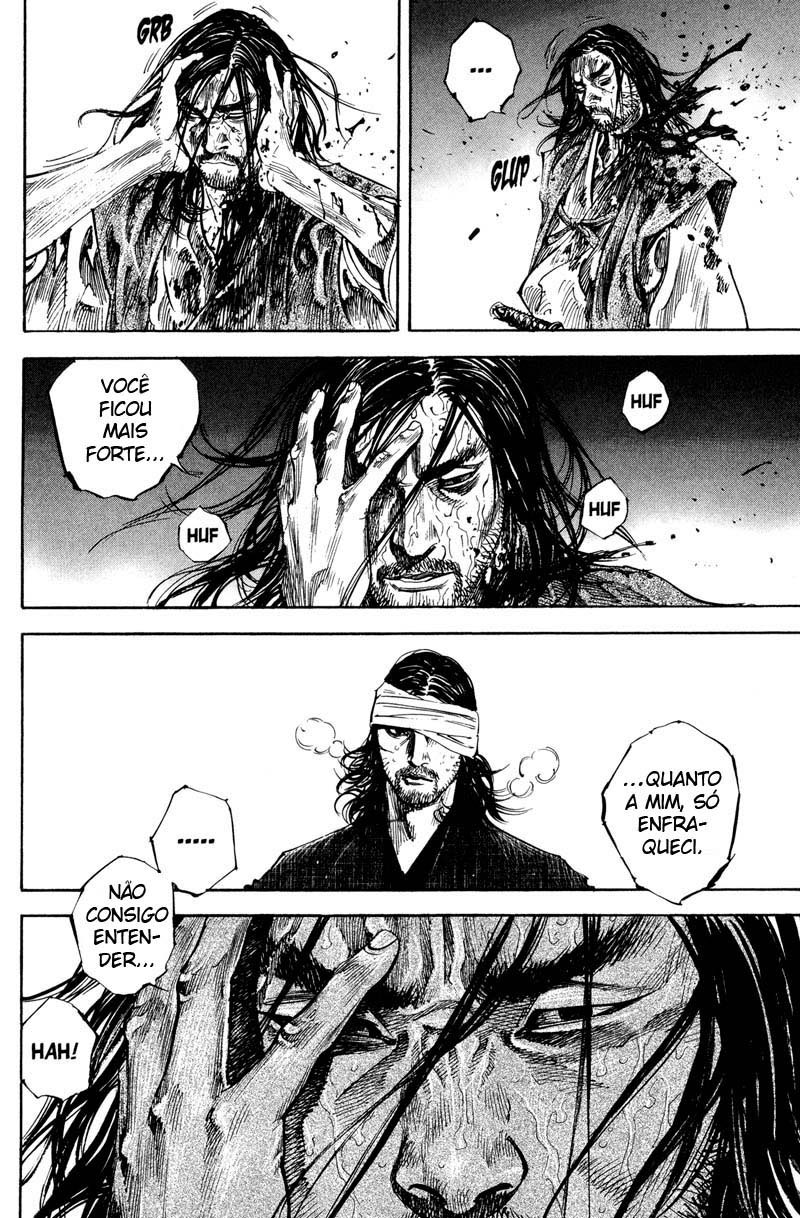 GRB
...
GLUP
VOCÊ
FICOU
MAIS
FORTE...
HUF
HUF
HUF
...QUANTO
A MIM, SÓ
ENFRA-
QUECI.
.....
NÃO
CONSIGO
ENTEN-
DER...
HAH!